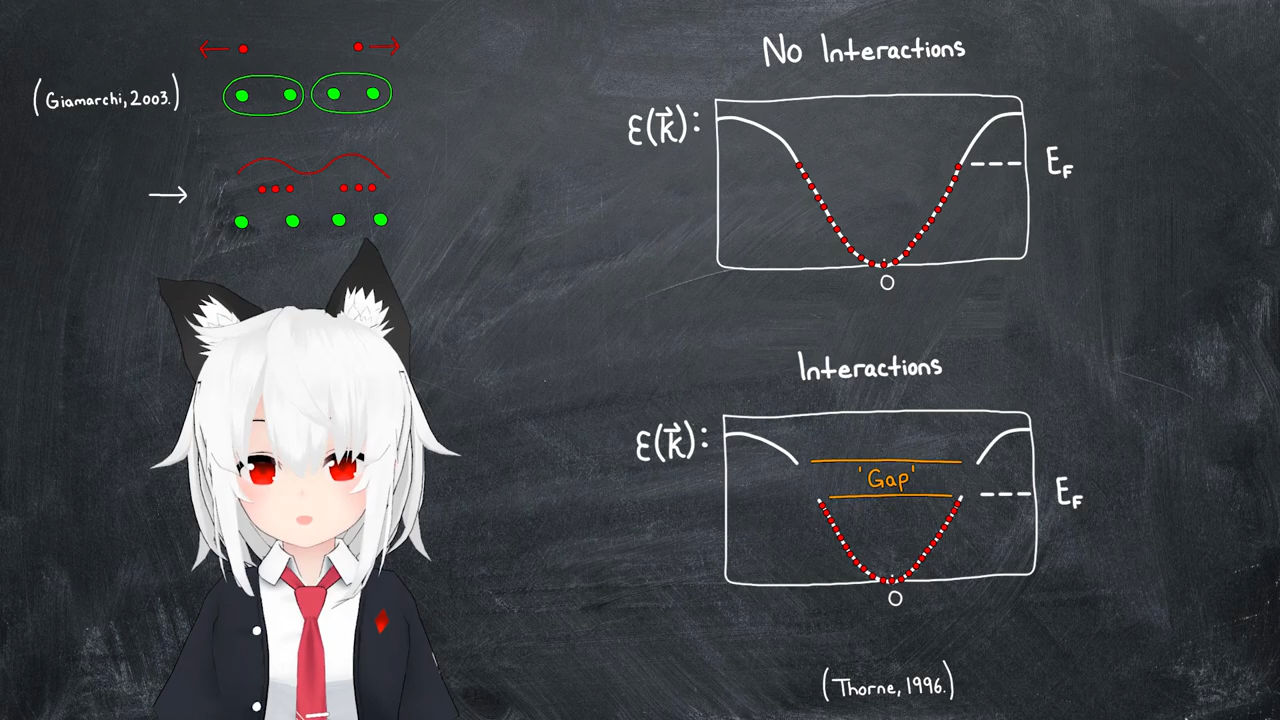 (Giamarchi, 2003.)
No Interactions
ε(k⃗):
E_F
0
Interactions
ε(k⃗):
'Gap'
E_F
0
(Thorne, 1996.)